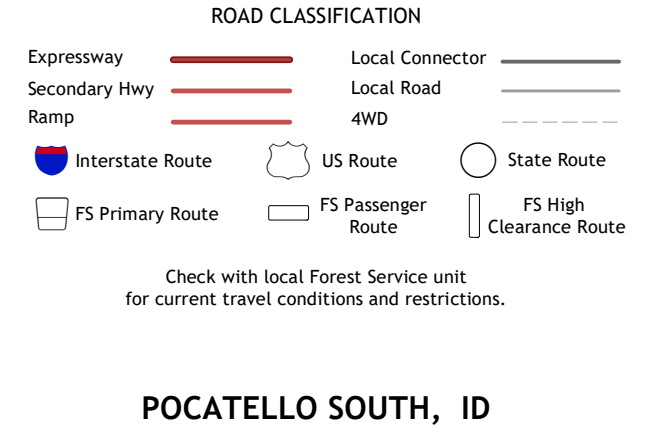 ROAD CLASSIFICATION
Expressway
Local Connector
Secondary Hwy
Local Road
Ramp
4WD
Interstate Route
US Route
State Route
FS Primary Route
FS Passenger
Route
FS High
Clearance Route
Check with local Forest Service unit
for current travel conditions and restrictions.
POCATELLO SOUTH, ID